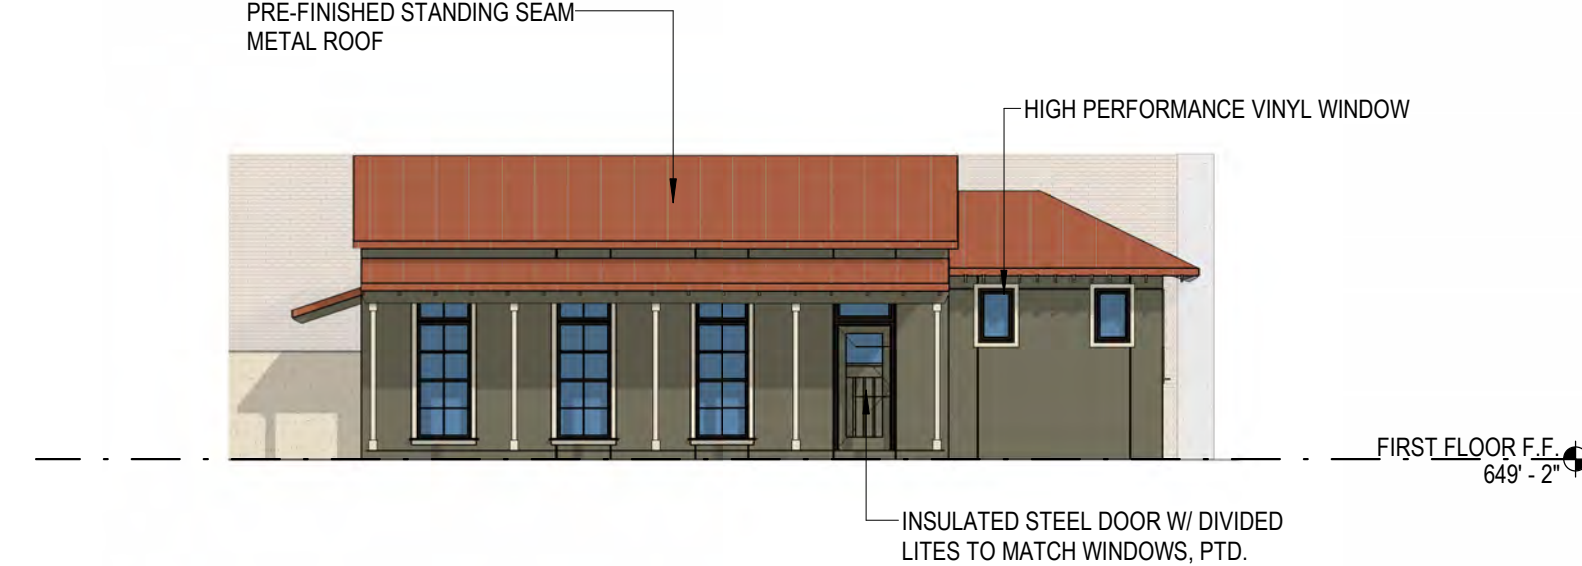 PRE-FINISHED STANDING SEAM
METAL ROOF
HIGH PERFORMANCE VINYL WINDOW
FIRST FLOOR F.F.
649' - 2"
INSULATED STEEL DOOR W/ DIVIDED
LITES TO MATCH WINDOWS, PTD.